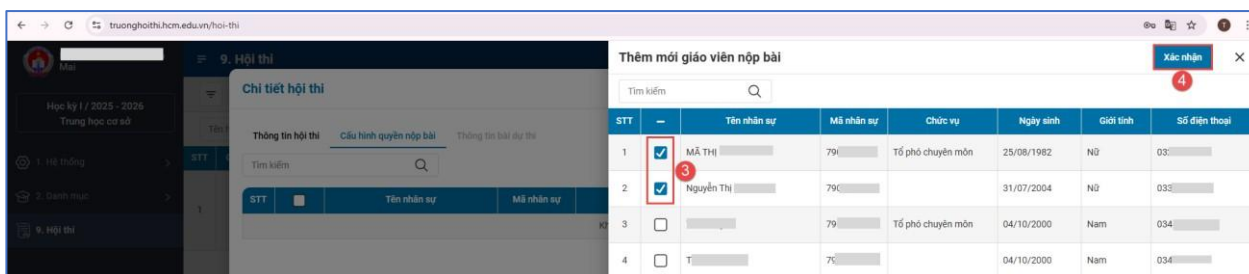 truonghoithi.hcm.edu.vn/hoi-thi
T
Mai
9. Hội thi
Học kỳ I / 2025 - 2026
Trung học cơ sở
1. Hệ thống
2. Danh mục
9. Hội thi
Tên
STT
1
Chi tiết hội thi
Thông tin hội thi Cấu hình quyền nộp bài Thông tin bài dự thi
Tìm kiếm
STT Tên nhân sự Mã nhân sự
Thêm mới giáo viên nộp bài Xác nhận
4
Tìm kiếm
STT Tên nhân sự Mã nhân sự Chức vụ Ngày sinh Giới tính Số điện thoại
1 MÃ THỊ 79 Tổ phó chuyên môn 25/08/1982 Nữ 03
3
2 Nguyễn Thị 790 31/07/2004 Nữ 033
3 79 Tổ phó chuyên môn 04/10/2000 Nam 034
4 T 79 04/10/2000 Nam 034